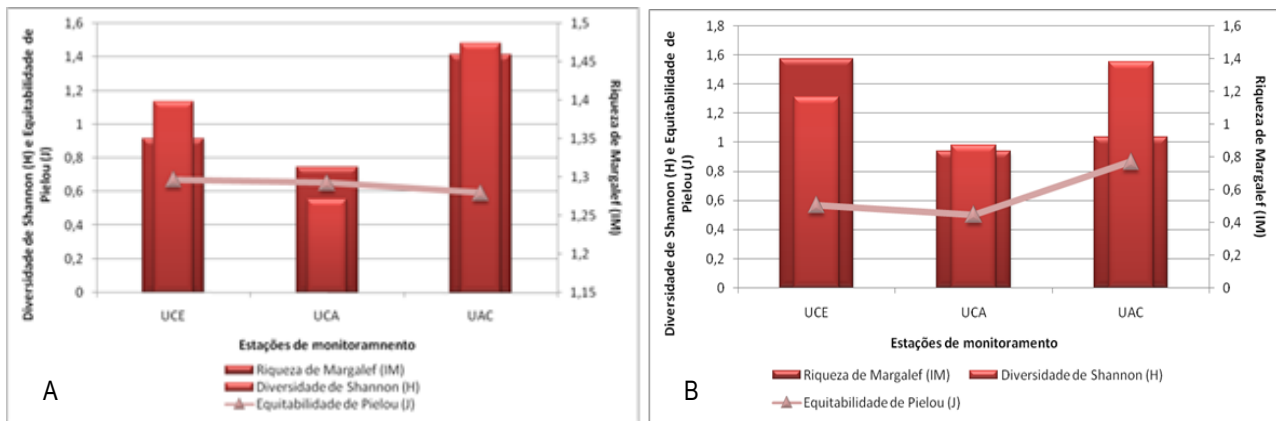 Diversidade de Shannon (H) e Equitabilidade de
Pielou (J)
1,6
1,4
1,2
1
0,8
0,6
0,4
0,2
0
1,5
1,45
1,4
1,35
1,3
1,25
1,2
1,15
Riqueza de Margalef (IM)
UCE UCA UAC
Estações de monitoramnento
Riqueza de Margalef (IM)
Diversidade de Shannon (H)
Equitabilidade de Pielou (J)
A
Diversidade de Shannon (H) e Equitabilidade de
Pielou (J)
1,8
1,6
1,4
1,2
1
0,8
0,6
0,4
0,2
0
1,6
1,4
1,2
1
0,8
0,6
0,4
0,2
0
Riqueza de Margalef (IM)
UCE UCA UAC
Estações de monitoramento
Riqueza de Margalef (IM) Diversidade de Shannon (H)
Equitabilidade de Pielou (J)
B